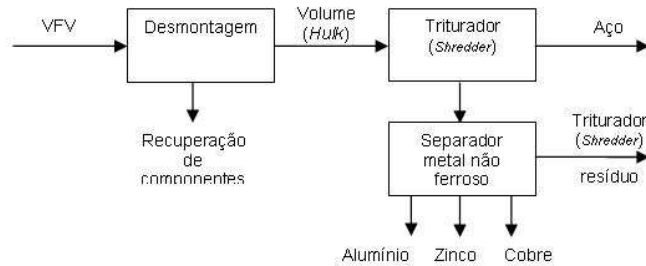 VFV
Desmontagem
Volume
(Hulk)
Triturador
(Shredder)
Aço
Recuperação
de
componentes
Separador
metal não
ferroso
Triturador
(Shredder)
resíduo
Alumínio
Zinco
Cobre